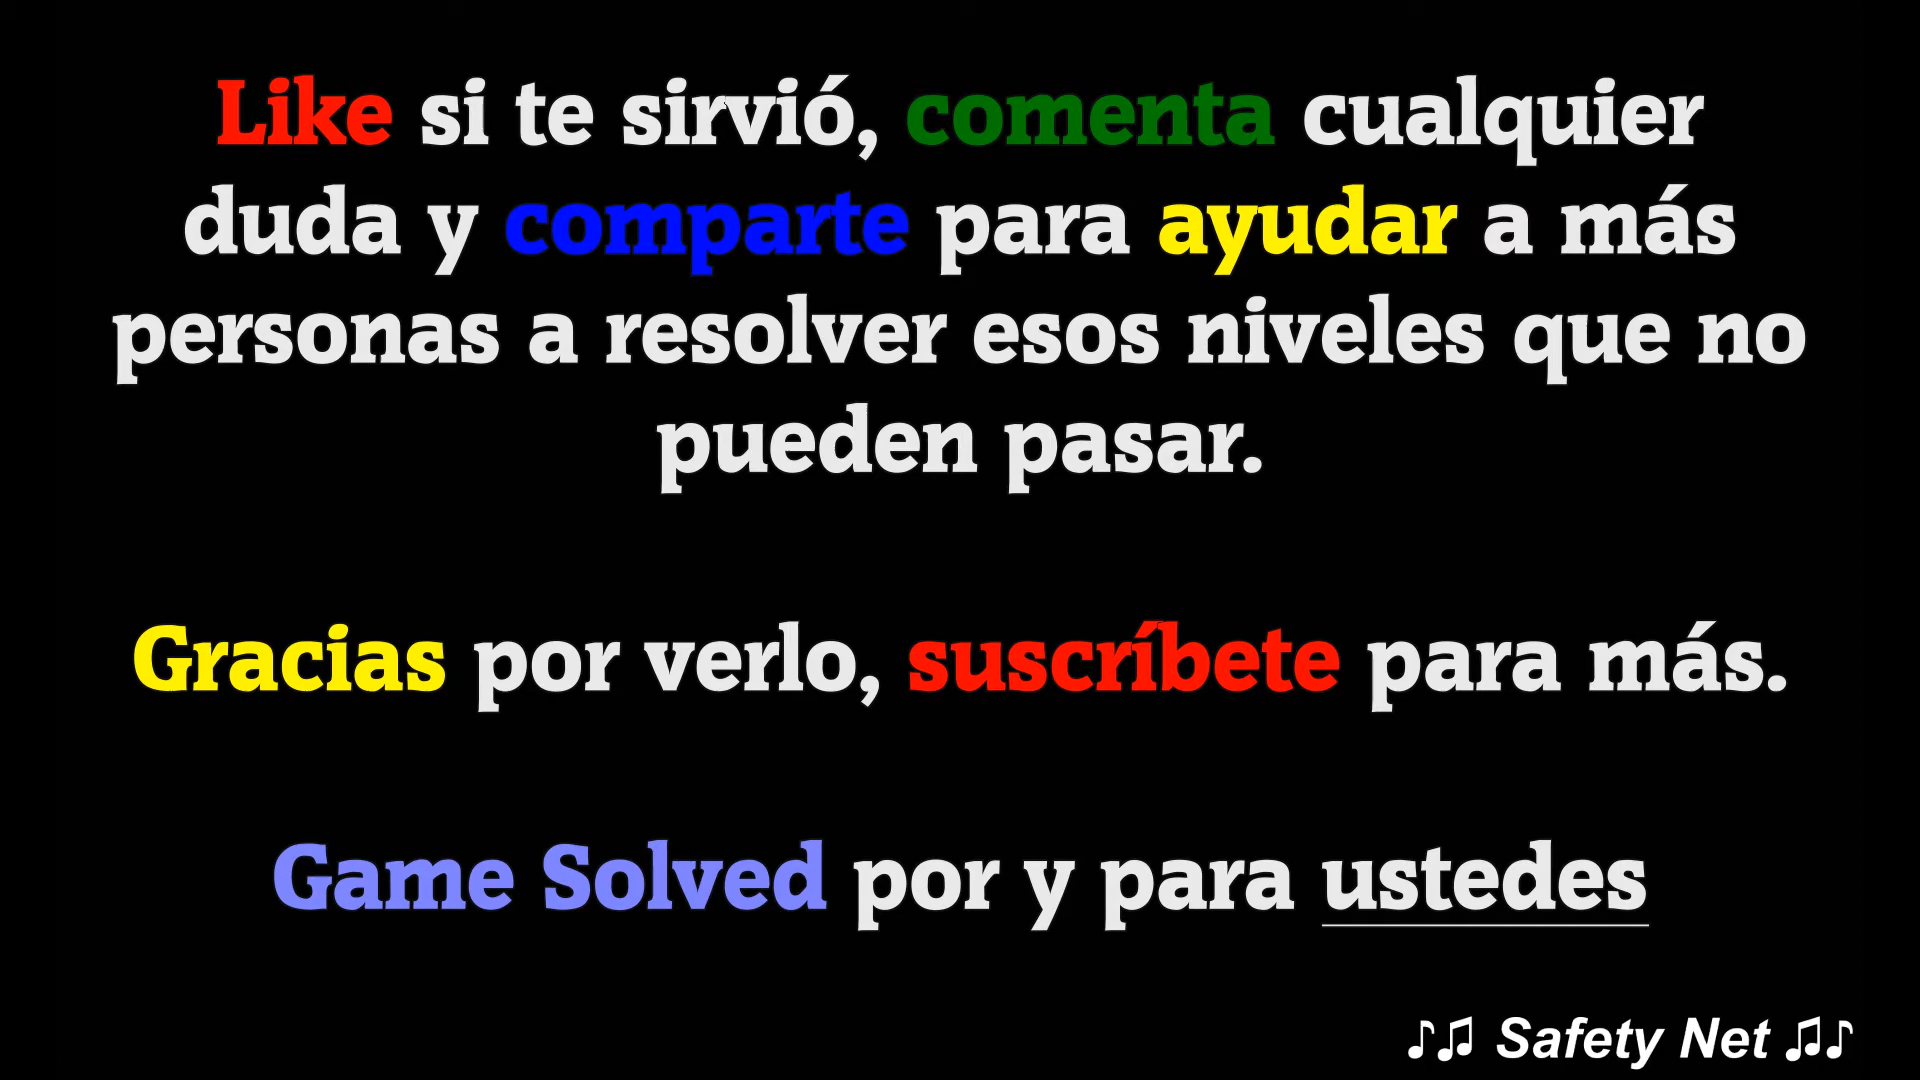 Like si te sirvió, comenta cualquier
duda y comparte para ayudar a más
personas a resolver esos niveles que no
pueden pasar.
Gracias por verlo, suscríbete para más.
Game Solved por y para ustedes
♪♫ Safety Net ♫♪